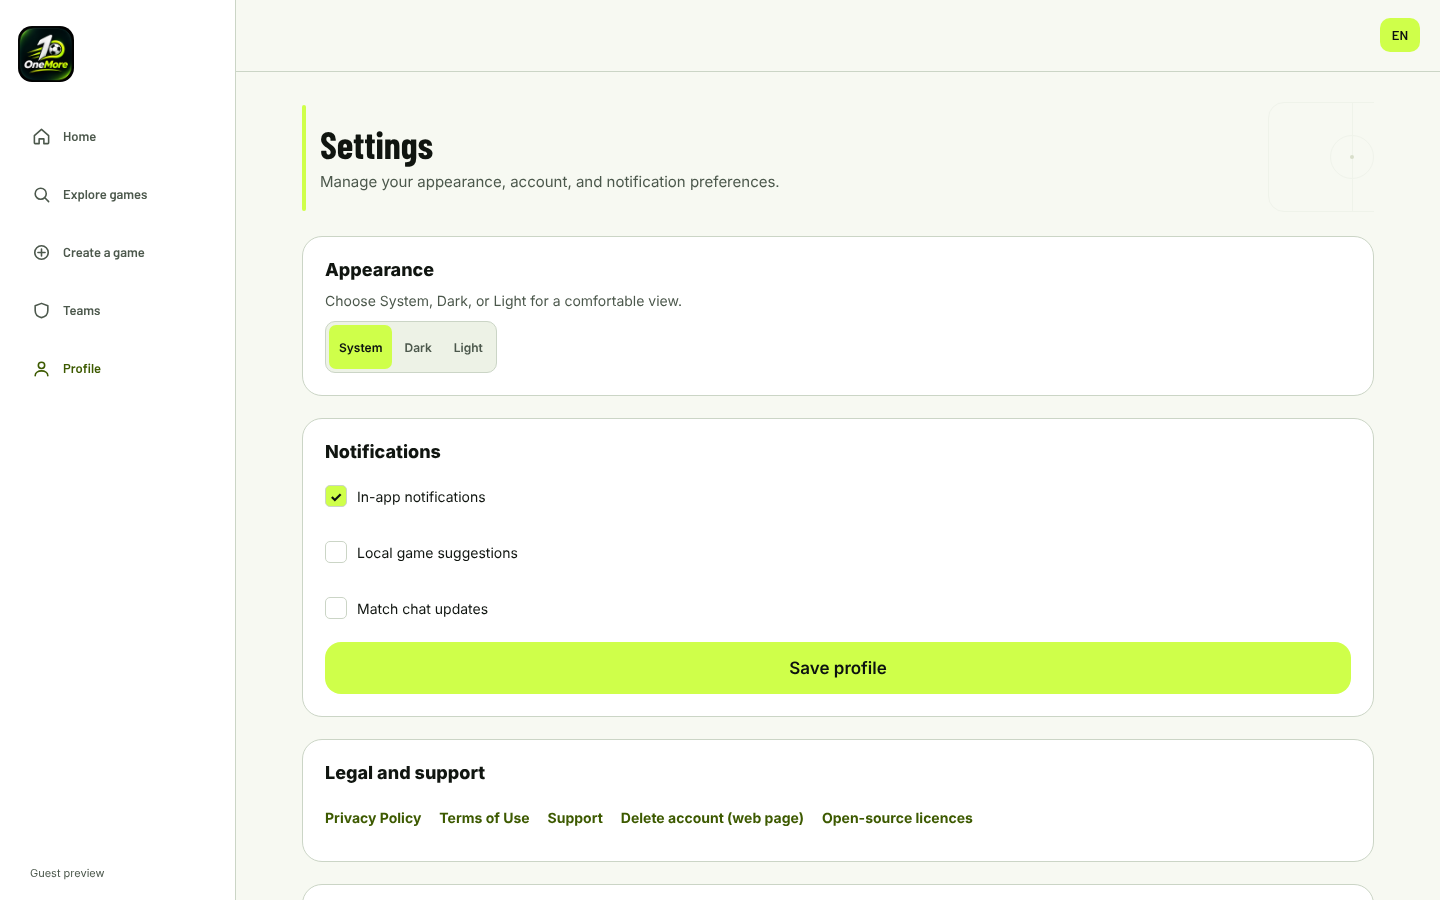 OneMore
EN
Home
Explore games
Create a game
Teams
Profile
Guest preview
Settings
Manage your appearance, account, and notification preferences.
Appearance
Choose System, Dark, or Light for a comfortable view.
System Dark Light
Notifications
In-app notifications
Local game suggestions
Match chat updates
Save profile
Legal and support
Privacy Policy Terms of Use Support Delete account (web page) Open-source licences